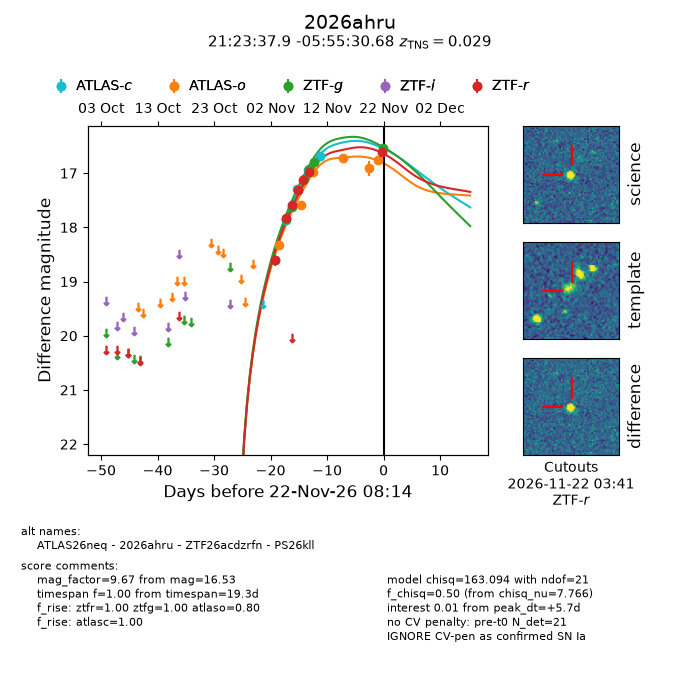 2026ahru
21:23:37.9 -05:55:30.68 zTNS = 0.029
ATLAS-c ATLAS-o ZTF-g ZTF-i ZTF-r
03 Oct 13 Oct 23 Oct 02 Nov 12 Nov 22 Nov 02 Dec
17
18
19
20
21
22
Difference magnitude
−50 −40 −30 −20 −10 0 10
Days before 22-Nov-26 08:14
science
template
difference
Cutouts
2026-11-22 03:41
ZTF-r
alt names:
ATLAS26neq - 2026ahru - ZTF26acdzrfn - PS26kll
score comments:
mag_factor=9.67 from mag=16.53
timespan f=1.00 from timespan=19.3d
f_rise: ztfr=1.00 ztfg=1.00 atlaso=0.80
f_rise: atlasc=1.00
model chisq=163.094 with ndof=21
f_chisq=0.50 (from chisq_nu=7.766)
interest 0.01 from peak_dt=+5.7d
no CV penalty: pre-t0 N_det=21
IGNORE CV-pen as confirmed SN Ia